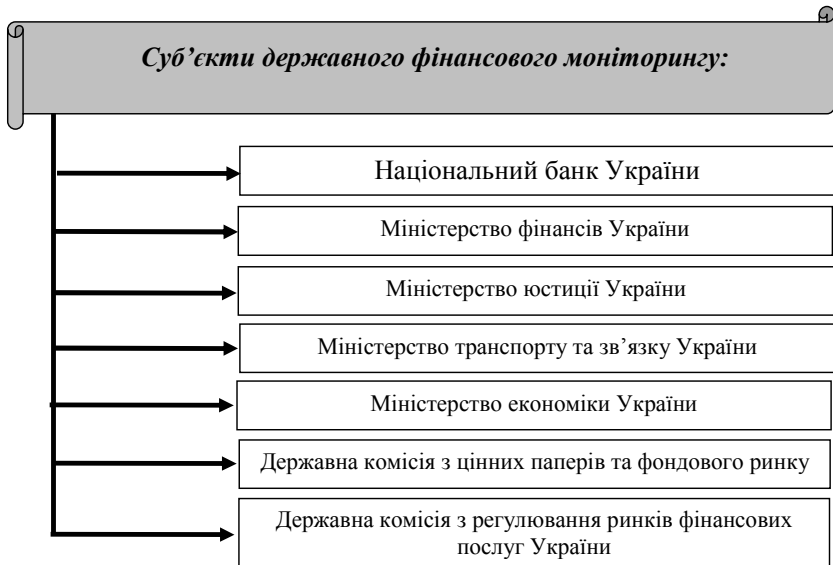 Суб’єкти державного фінансового моніторингу:
Національний банк України
Міністерство фінансів України
Міністерство юстиції України
Міністерство транспорту та зв’язку України
Міністерство економіки України
Державна комісія з цінних паперів та фондового ринку
Державна комісія з регулювання ринків фінансових
послуг України